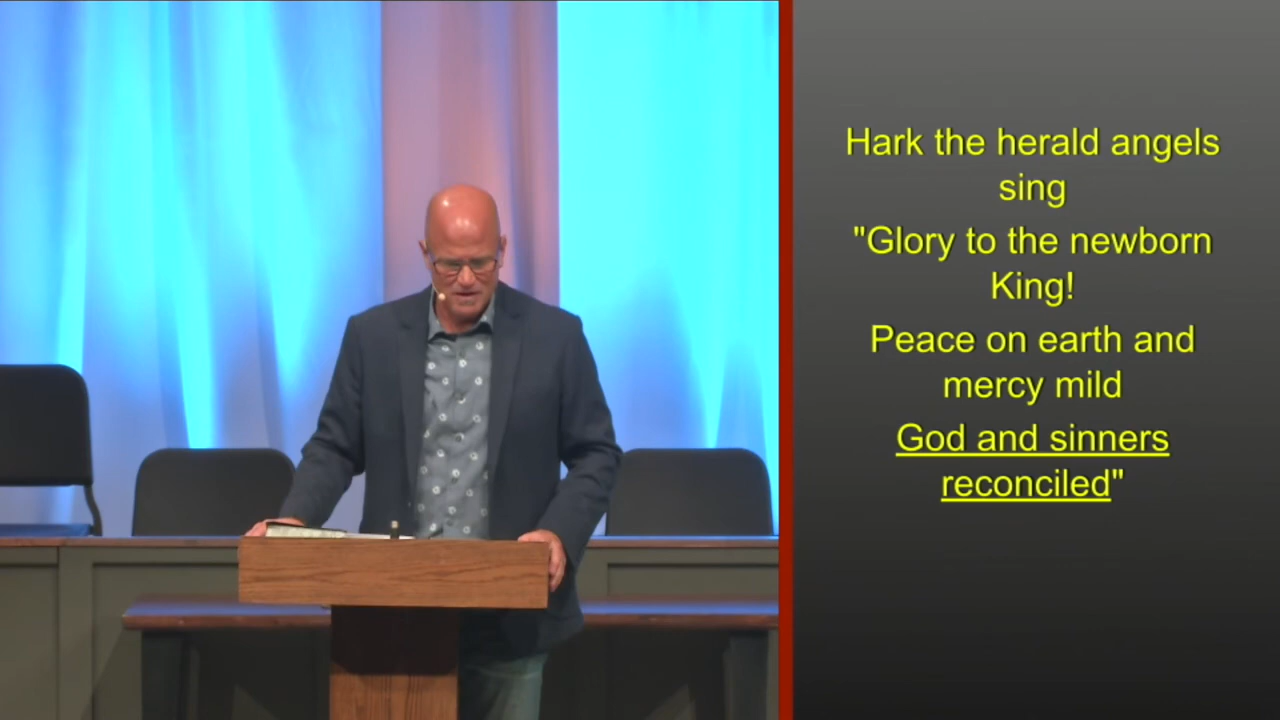 Hark the herald angels
sing
"Glory to the newborn
King!
Peace on earth and
mercy mild
God and sinners
reconciled"